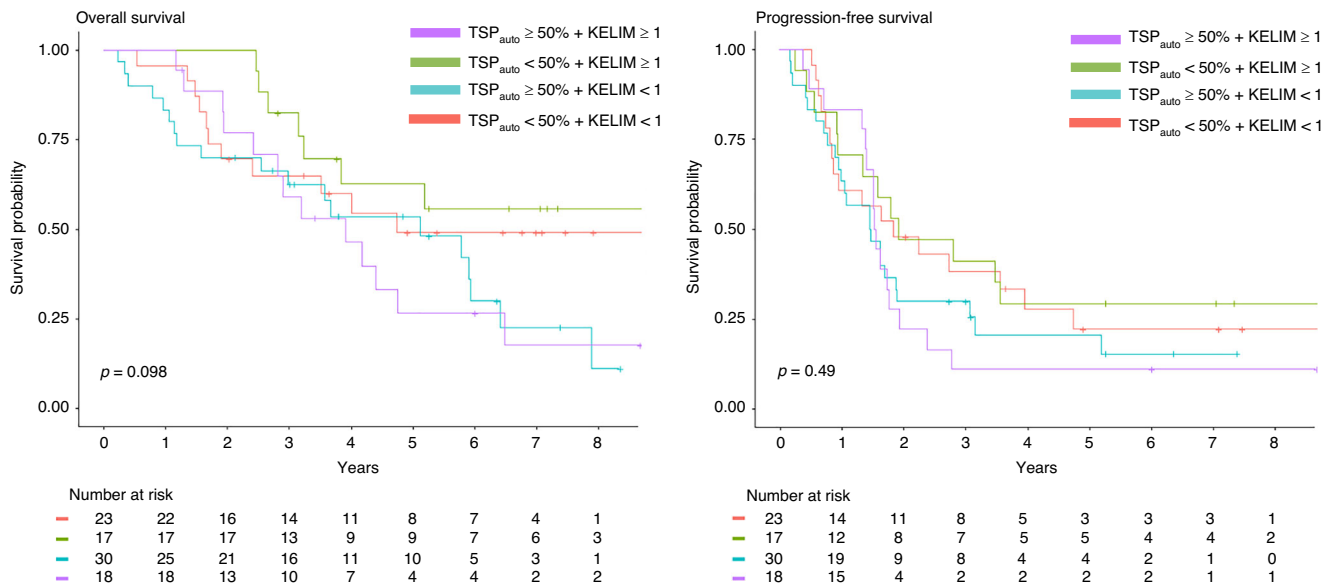 Overall survival
TSPauto ≥ 50% + KELIM ≥ 1
TSPauto < 50% + KELIM ≥ 1
TSPauto ≥ 50% + KELIM < 1
TSPauto < 50% + KELIM < 1
Survival probability
1.00
0.75
0.50
0.25
0.00
p = 0.098
0 1 2 3 4 5 6 7 8
Years
Number at risk
23 22 16 14 11 8 7 4 1
17 17 17 13 9 9 7 6 3
30 25 21 16 11 10 5 3 1
18 18 13 10 7 4 4 2 2
Progression-free survival
TSPauto ≥ 50% + KELIM ≥ 1
TSPauto < 50% + KELIM ≥ 1
TSPauto ≥ 50% + KELIM < 1
TSPauto < 50% + KELIM < 1
Survival probability
1.00
0.75
0.50
0.25
0.00
p = 0.49
0 1 2 3 4 5 6 7 8
Years
Number at risk
23 14 11 8 5 3 3 3 1
17 12 8 7 5 5 4 4 2
30 19 9 8 4 4 2 1 0
18 15 4 2 2 2 2 1 1